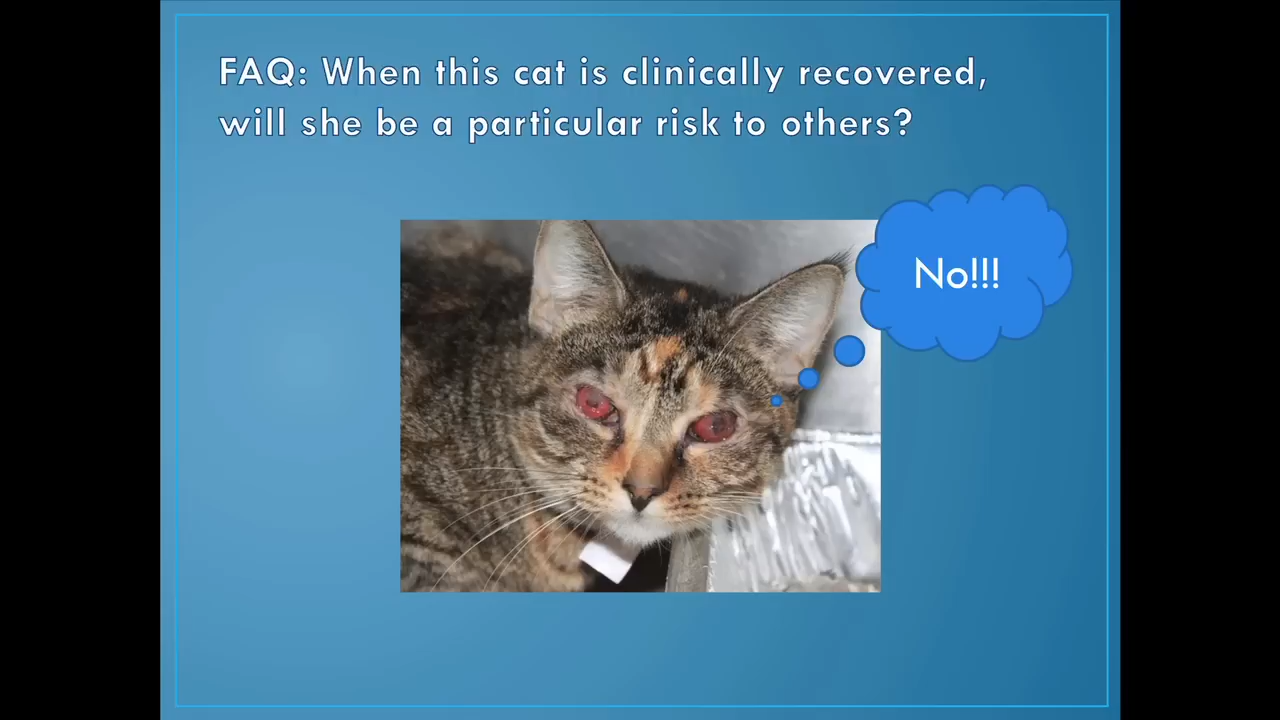 FAQ: When this cat is clinically recovered,
will she be a particular risk to others?
No!!!